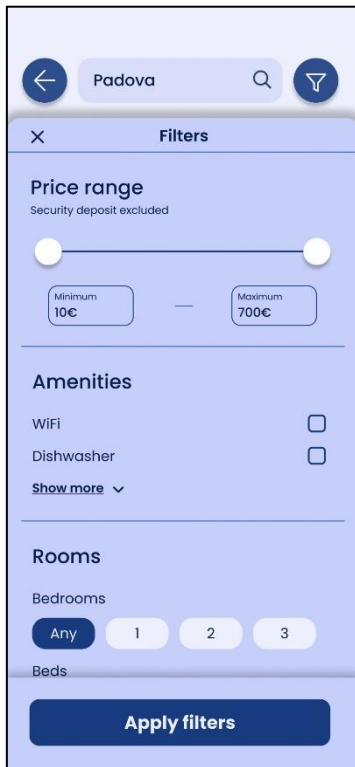 Padova
Filters
Price range
Security deposit excluded
Minimum
10€
Maximum
700€
Amenities
WiFi
Dishwasher
Show more
Rooms
Bedrooms
Any 1 2 3
Beds
Apply filters